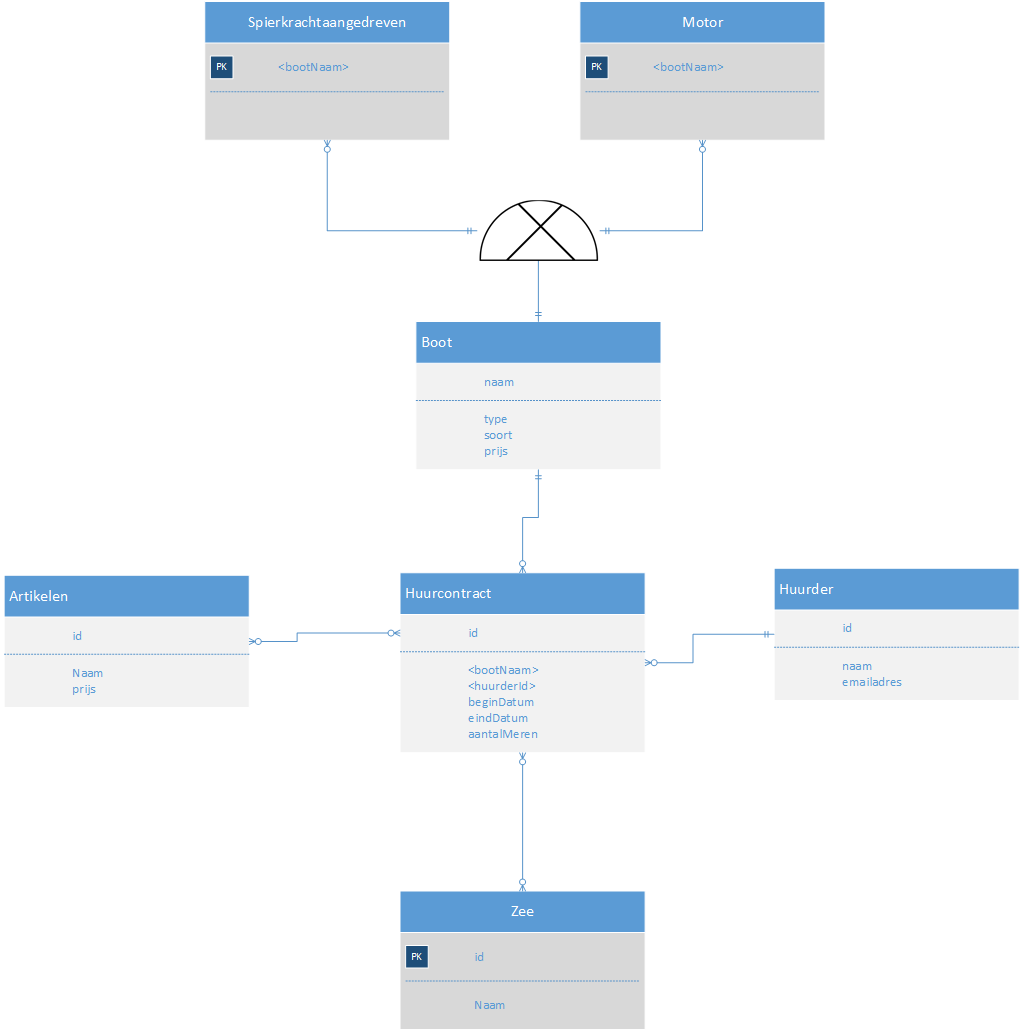 Spierkrachtaangedreven
PK <bootNaam>
Motor
PK <bootNaam>
Boot
naam
type
soort
prijs
Artikelen
id
Naam
prijs
Huurcontract
id
<bootNaam>
<huurderId>
beginDatum
eindDatum
aantalMeren
Huurder
id
naam
emailadres
Zee
PK id
Naam